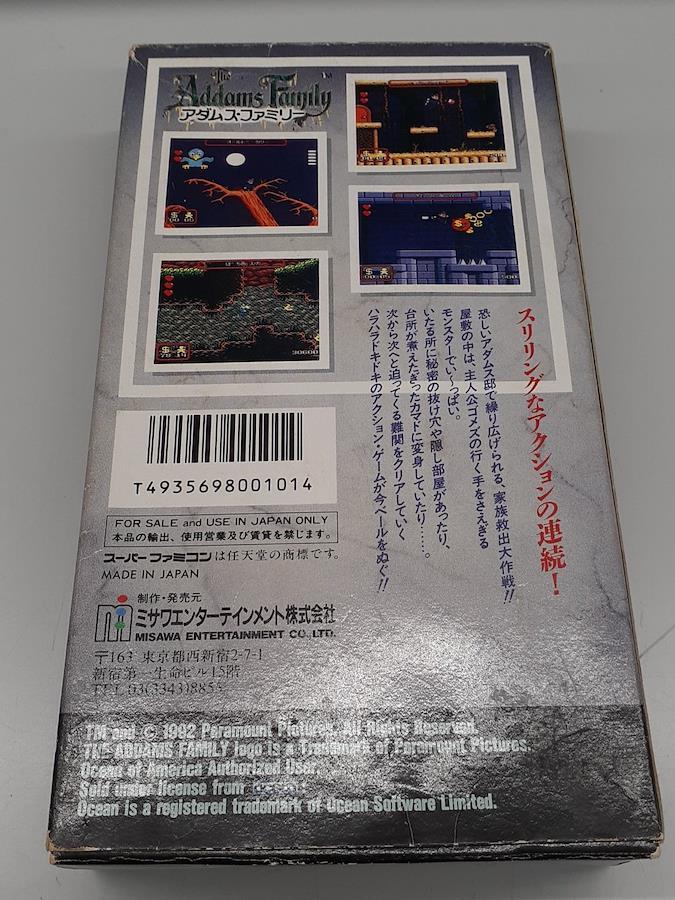 The
Addams Family
TM
アダムス・ファミリー
スリリングなアクションの連続!
恐しいアダムス邸で繰り広げられる、家族救出大作戦!!
屋敷の中は、主人公ゴメズの行く手をさえぎる
モンスターでい〜っぱい。
いたる所に秘密の抜け穴や隠し部屋があったり、
台所が煮えたぎったカマドに変身していたり……。
次から次へと迫ってくる難関をクリアしていく
ハラハラドキドキのアクション・ゲームが今ベールをぬぐ!!
30600
500
T4935698001014
FOR SALE and USE IN JAPAN ONLY
本品の輸出、使用営業及び賃貸を禁じます。
スーパーファミコンは任天堂の商標です。
MADE IN JAPAN
制作・発売元
ミサワエンターテインメント株式会社
MISAWA ENTERTAINMENT CO., LTD.
〒163 東京都西新宿2-7-1
新宿第一生命ビル15階
TEL 03(3343)885
TM and © 1992 Paramount Pictures. All Rights Reserved.
THE ADDAMS FAMILY logo is a Trademark of Paramount Pictures.
Ocean of America Authorized User.
Sold under license from ocean
Ocean is a registered trademark of Ocean Software Limited.